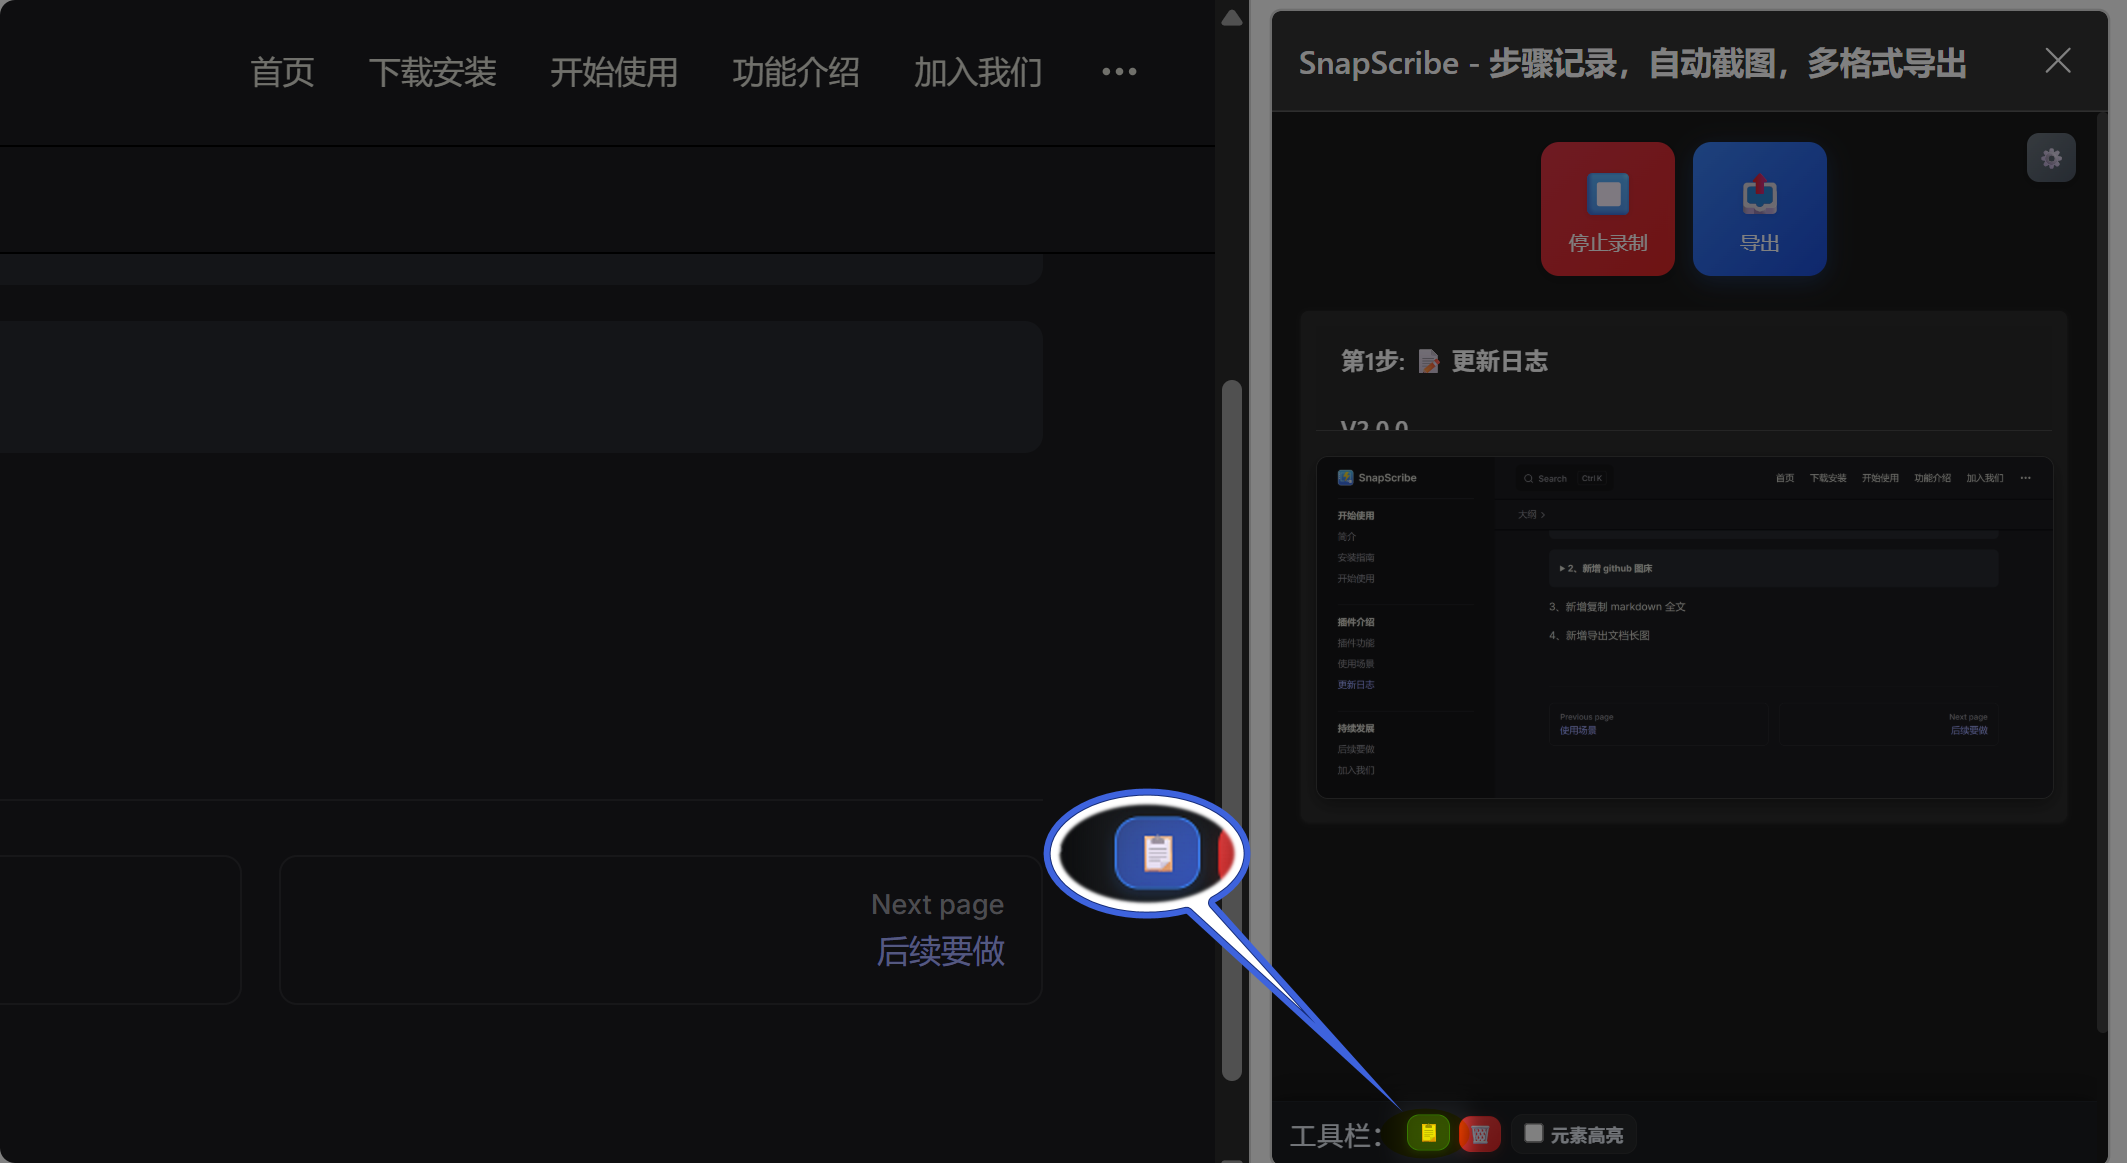 首页 下载安装 开始使用 功能介绍 加入我们 •••
Next page
后续要做
SnapScribe - 步骤记录，自动截图，多格式导出
停止录制
导出
第1步: 📝 更新日志
V2.0.0
SnapScribe
Search Ctrl K
首页 下载安装 开始使用 功能介绍 加入我们 •••
大纲 >
开始使用
简介
安装指南
开始使用
插件介绍
插件功能
使用场景
更新日志
持续发展
后续要做
加入我们
▸ 2、新增 github 图床
3、新增复制 markdown 全文
4、新增导出文档长图
Previous page
使用场景
Next page
后续要做
工具栏：
元素高亮